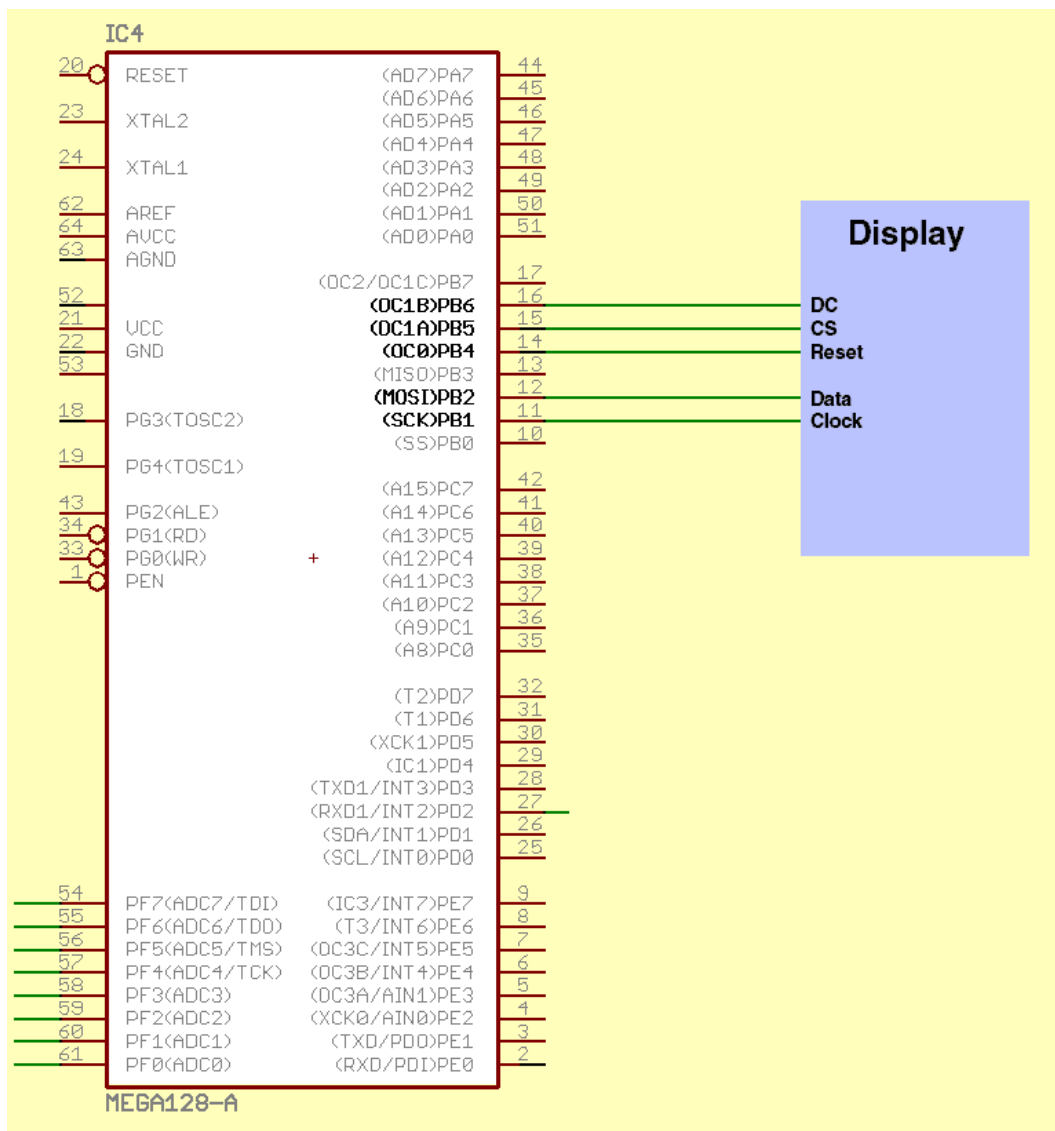 IC4
20 RESET (AD7)PA7 44
(AD6)PA6 45
23 XTAL2 (AD5)PA5 46
(AD4)PA4 47
24 XTAL1 (AD3)PA3 48
(AD2)PA2 49
62 AREF (AD1)PA1 50
64 AVCC (AD0)PA0 51
63 AGND
Display
(OC2/OC1C)PB7 17
52 (OC1B)PB6 16 DC
21 VCC (OC1A)PB5 15 CS
22 GND (OC0)PB4 14 Reset
53 (MISO)PB3 13
(MOSI)PB2 12 Data
18 PG3(TOSC2) (SCK)PB1 11 Clock
(SS)PB0 10
19 PG4(TOSC1)
(A15)PC7 42
43 PG2(ALE) (A14)PC6 41
34 PG1(RD) (A13)PC5 40
33 PG0(WR) + (A12)PC4 39
1 PEN (A11)PC3 38
(A10)PC2 37
(A9)PC1 36
(A8)PC0 35
(T2)PD7 32
(T1)PD6 31
(XCK1)PD5 30
(IC1)PD4 29
(TXD1/INT3)PD3 28
(RXD1/INT2)PD2 27
(SDA/INT1)PD1 26
(SCL/INT0)PD0 25
54 PF7(ADC7/TDI) (IC3/INT7)PE7 9
55 PF6(ADC6/TDO) (T3/INT6)PE6 8
56 PF5(ADC5/TMS) (OC3C/INT5)PE5 7
57 PF4(ADC4/TCK) (OC3B/INT4)PE4 6
58 PF3(ADC3) (OC3A/AIN1)PE3 5
59 PF2(ADC2) (XCK0/AIN0)PE2 4
60 PF1(ADC1) (TXD/PDO)PE1 3
61 PF0(ADC0) (RXD/PDI)PE0 2
MEGA128-A